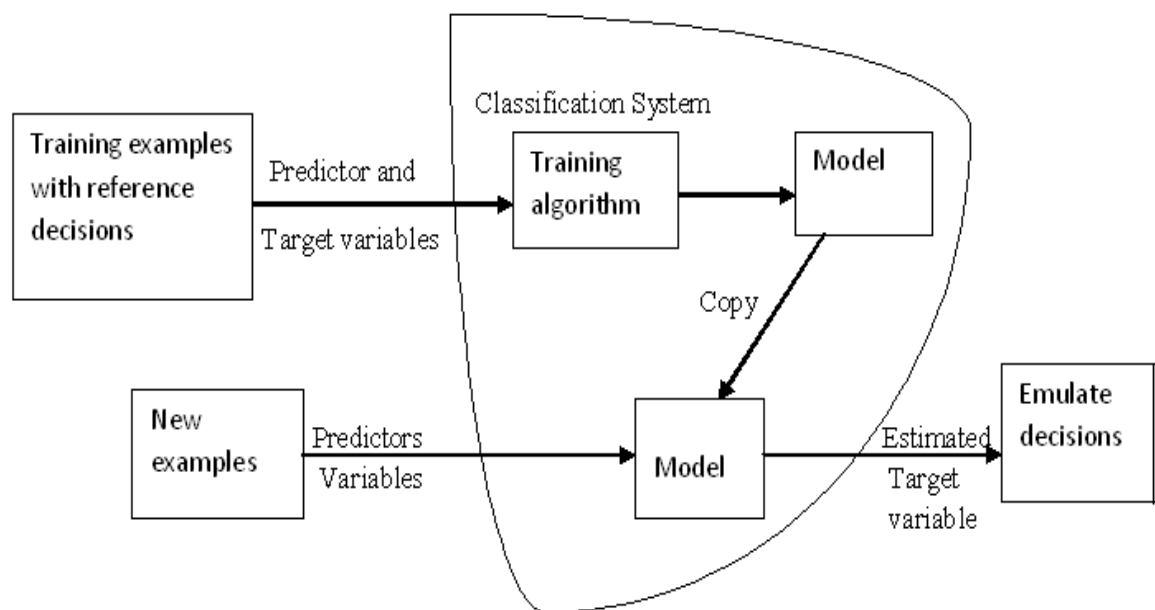 Classification System
Training examples
with reference
decisions
Predictor and
Target variables
Training
algorithm
Model
Copy
New
examples
Predictors
Variables
Model
Estimated
Target
variable
Emulate
decisions